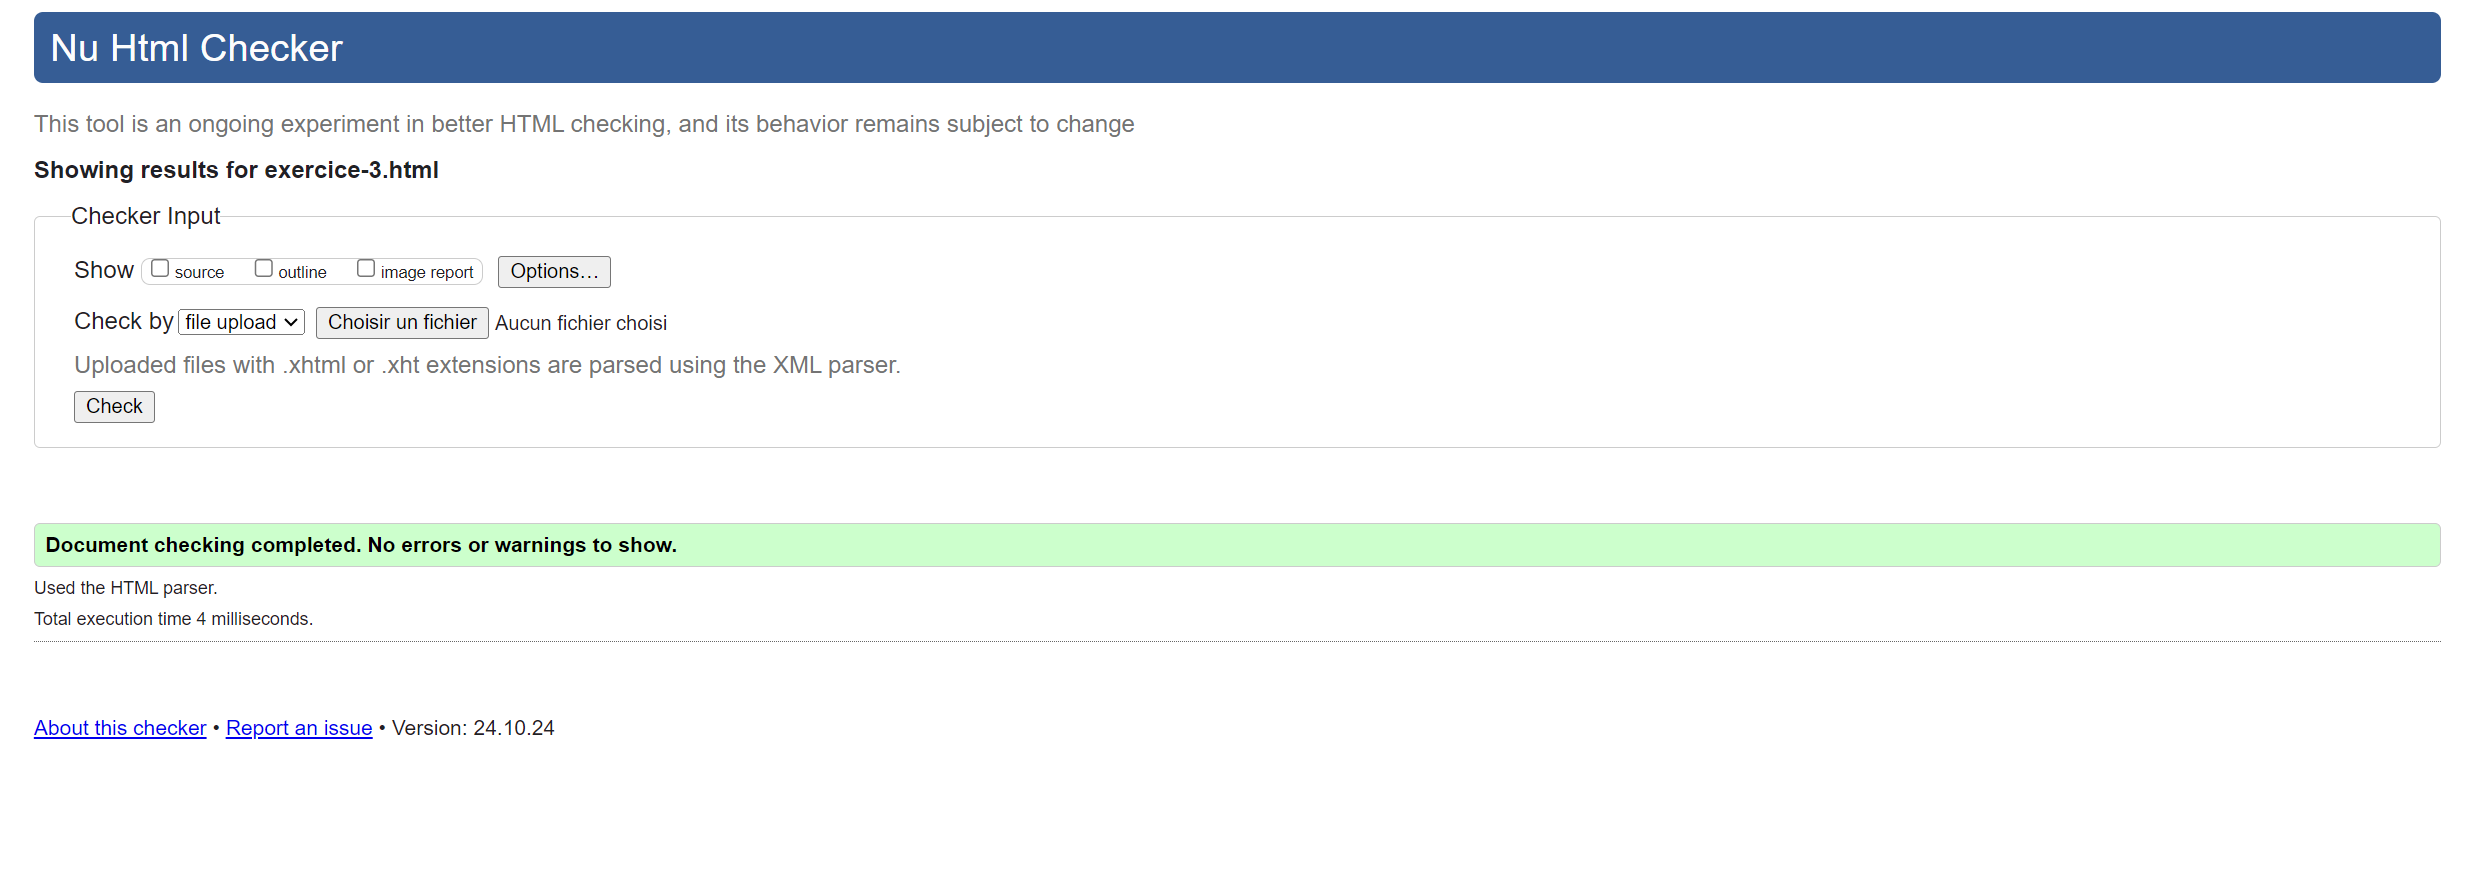 Nu Html Checker
This tool is an ongoing experiment in better HTML checking, and its behavior remains subject to change
Showing results for exercice-3.html
Checker Input
Show source outline image report Options...
Check by file upload Choisir un fichier Aucun fichier choisi
Uploaded files with .xhtml or .xht extensions are parsed using the XML parser.
Check
Document checking completed. No errors or warnings to show.
Used the HTML parser.
Total execution time 4 milliseconds.
About this checker • Report an issue • Version: 24.10.24